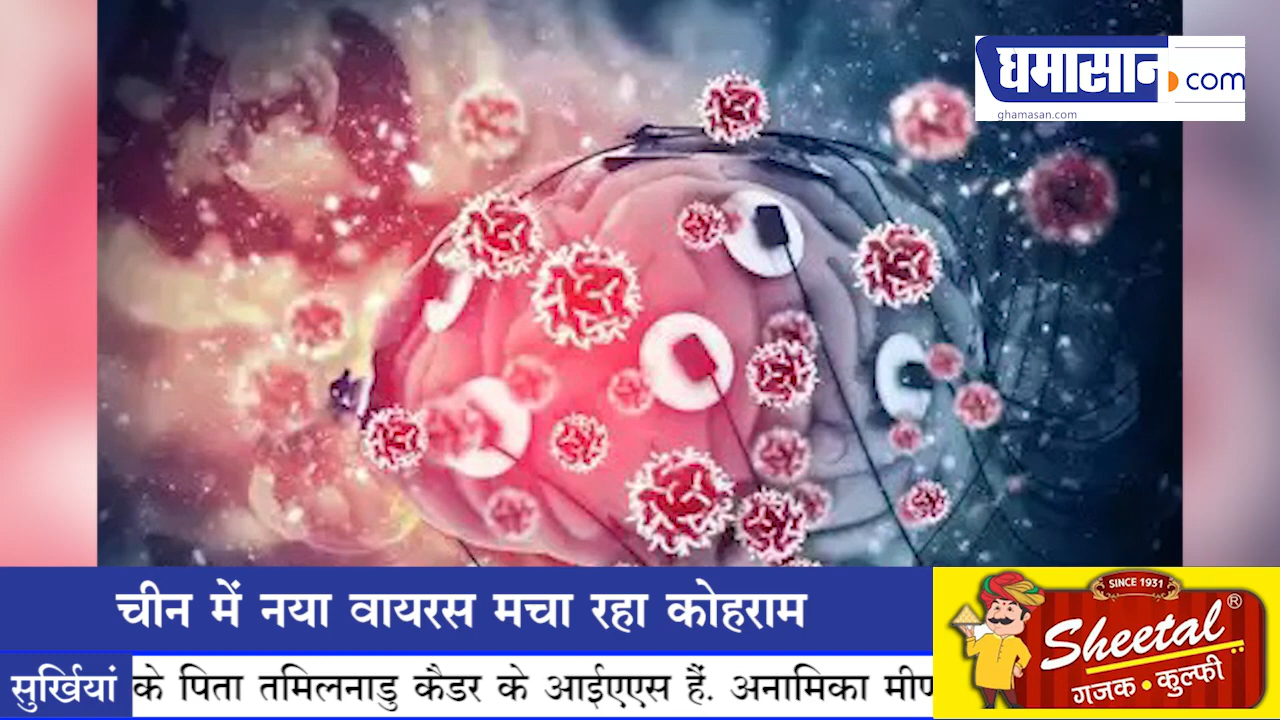 घमासान.com
ghamasan.com
चीन में नया वायरस मचा रहा कोहराम
सुर्खियां
के पिता तमिलनाडु कैडर के आईएएस हैं. अनामिका
SINCE 1931
Sheetal®
गजक • कुल्फी